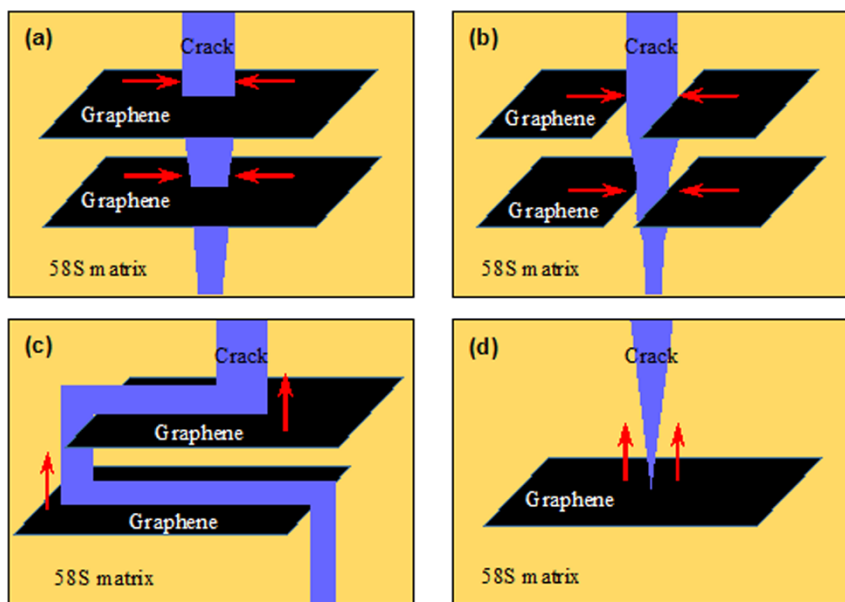 (a)
Crack
Graphene
Graphene
58S matrix
(b)
Crack
Graphene
Graphene
58S matrix
(c)
Crack
Graphene
Graphene
58S matrix
(d)
Crack
Graphene
58S matrix